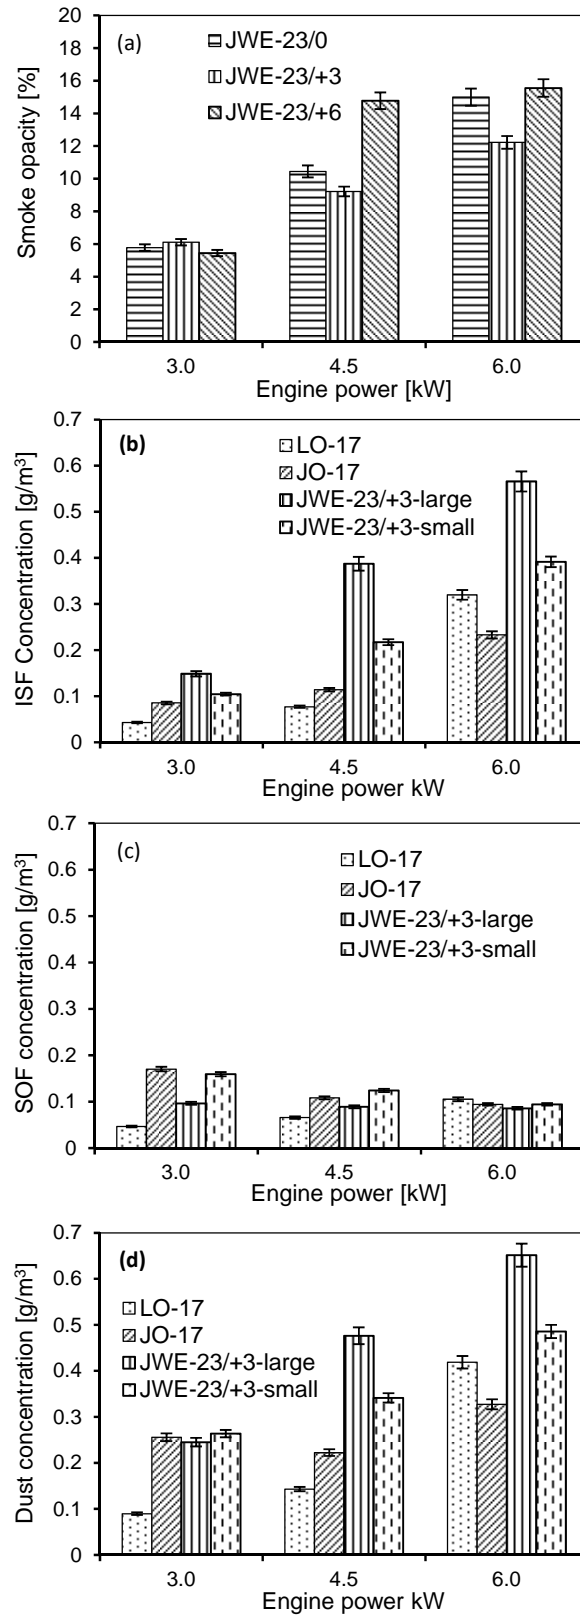 (a)
JWE-23/0
JWE-23/+3
JWE-23/+6
Smoke opacity [%]
20
18
16
14
12
10
8
6
4
2
0
3.0 4.5 6.0
Engine power [kW]
(b)
LO-17
JO-17
JWE-23/+3-large
JWE-23/+3-small
ISF Concentration [g/m³]
0.7
0.6
0.5
0.4
0.3
0.2
0.1
0
3.0 4.5 6.0
Engine power kW
(c)
LO-17
JO-17
JWE-23/+3-large
JWE-23/+3-small
SOF concentration [g/m³]
0.7
0.6
0.5
0.4
0.3
0.2
0.1
0
3.0 4.5 6.0
Engine power [kW]
(d)
LO-17
JO-17
JWE-23/+3-large
JWE-23/+3-small
Dust concentration [g/m³]
0.7
0.6
0.5
0.4
0.3
0.2
0.1
0
3.0 4.5 6.0
Engine power [kW]